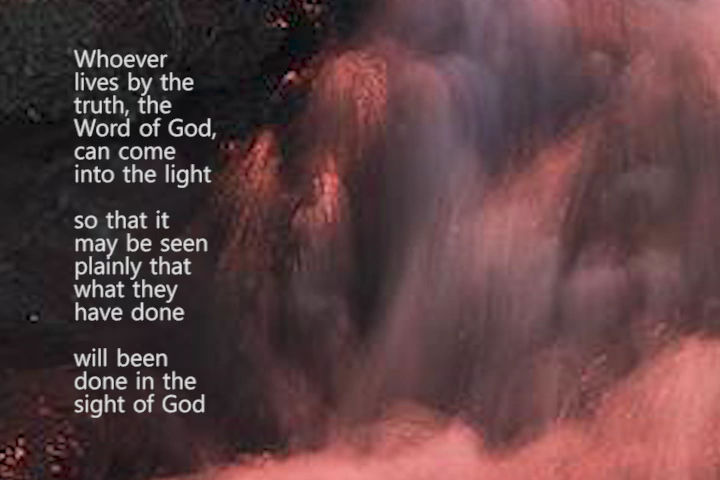 Whoever
lives by the
truth, the
Word of God,
can come
into the light
so that it
may be seen
plainly that
what they
have done
will been
done in the
sight of God